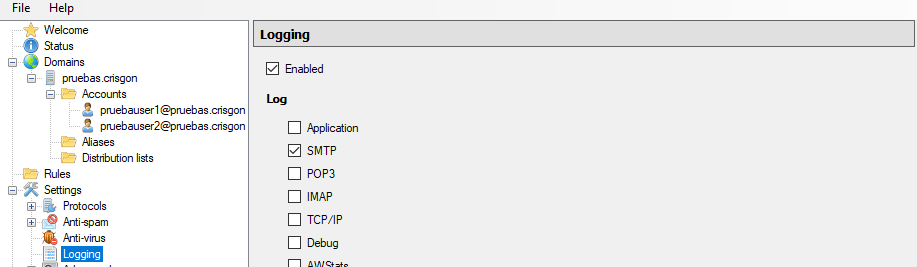 File Help
Welcome
Status
Domains
pruebas.crisgon
Accounts
pruebauser1@pruebas.crisgon
pruebauser2@pruebas.crisgon
Aliases
Distribution lists
Rules
Settings
Protocols
Anti-spam
Anti-virus
Logging
Logging
Enabled
Log
Application
SMTP
POP3
IMAP
TCP/IP
Debug
AWStats